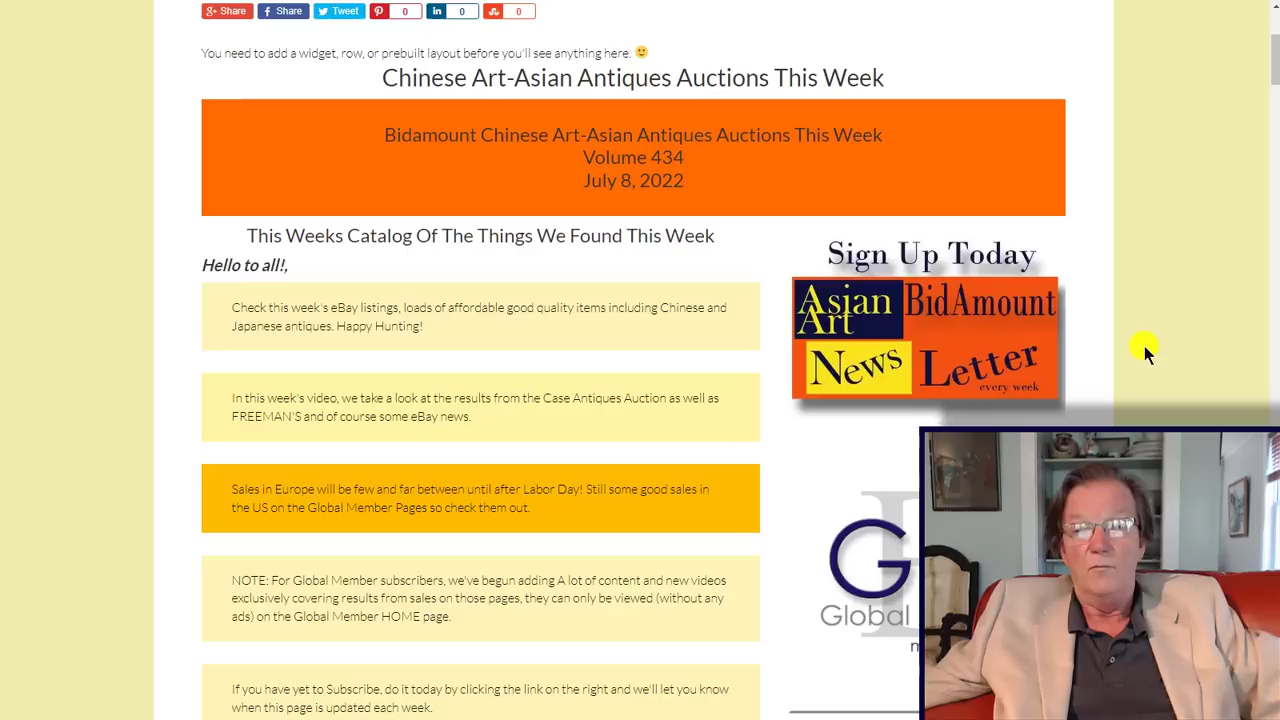 Share
Share
Tweet
0
0
0
You need to add a widget, row, or prebuilt layout before you'll see anything here.
Chinese Art-Asian Antiques Auctions This Week
Bidamount Chinese Art-Asian Antiques Auctions This Week
Volume 434
July 8, 2022
This Weeks Catalog Of The Things We Found This Week
Hello to all!,
Check this week's eBay listings, loads of affordable good quality items including Chinese and
Japanese antiques. Happy Hunting!
In this week's video, we take a look at the results from the Case Antiques Auction as well as
FREEMAN'S and of course some eBay news.
Sales in Europe will be few and far between until after Labor Day! Still some good sales in
the US on the Global Member Pages so check them out.
NOTE: For Global Member subscribers, we've begun adding A lot of content and new videos
exclusively covering results from sales on those pages, they can only be viewed (without any
ads) on the Global Member HOME page.
If you have yet to Subscribe, do it today by clicking the link on the right and we'll let you know
when this page is updated each week.
Sign Up Today
Asian BidAmount
Art
News Letter
every week
G
Global